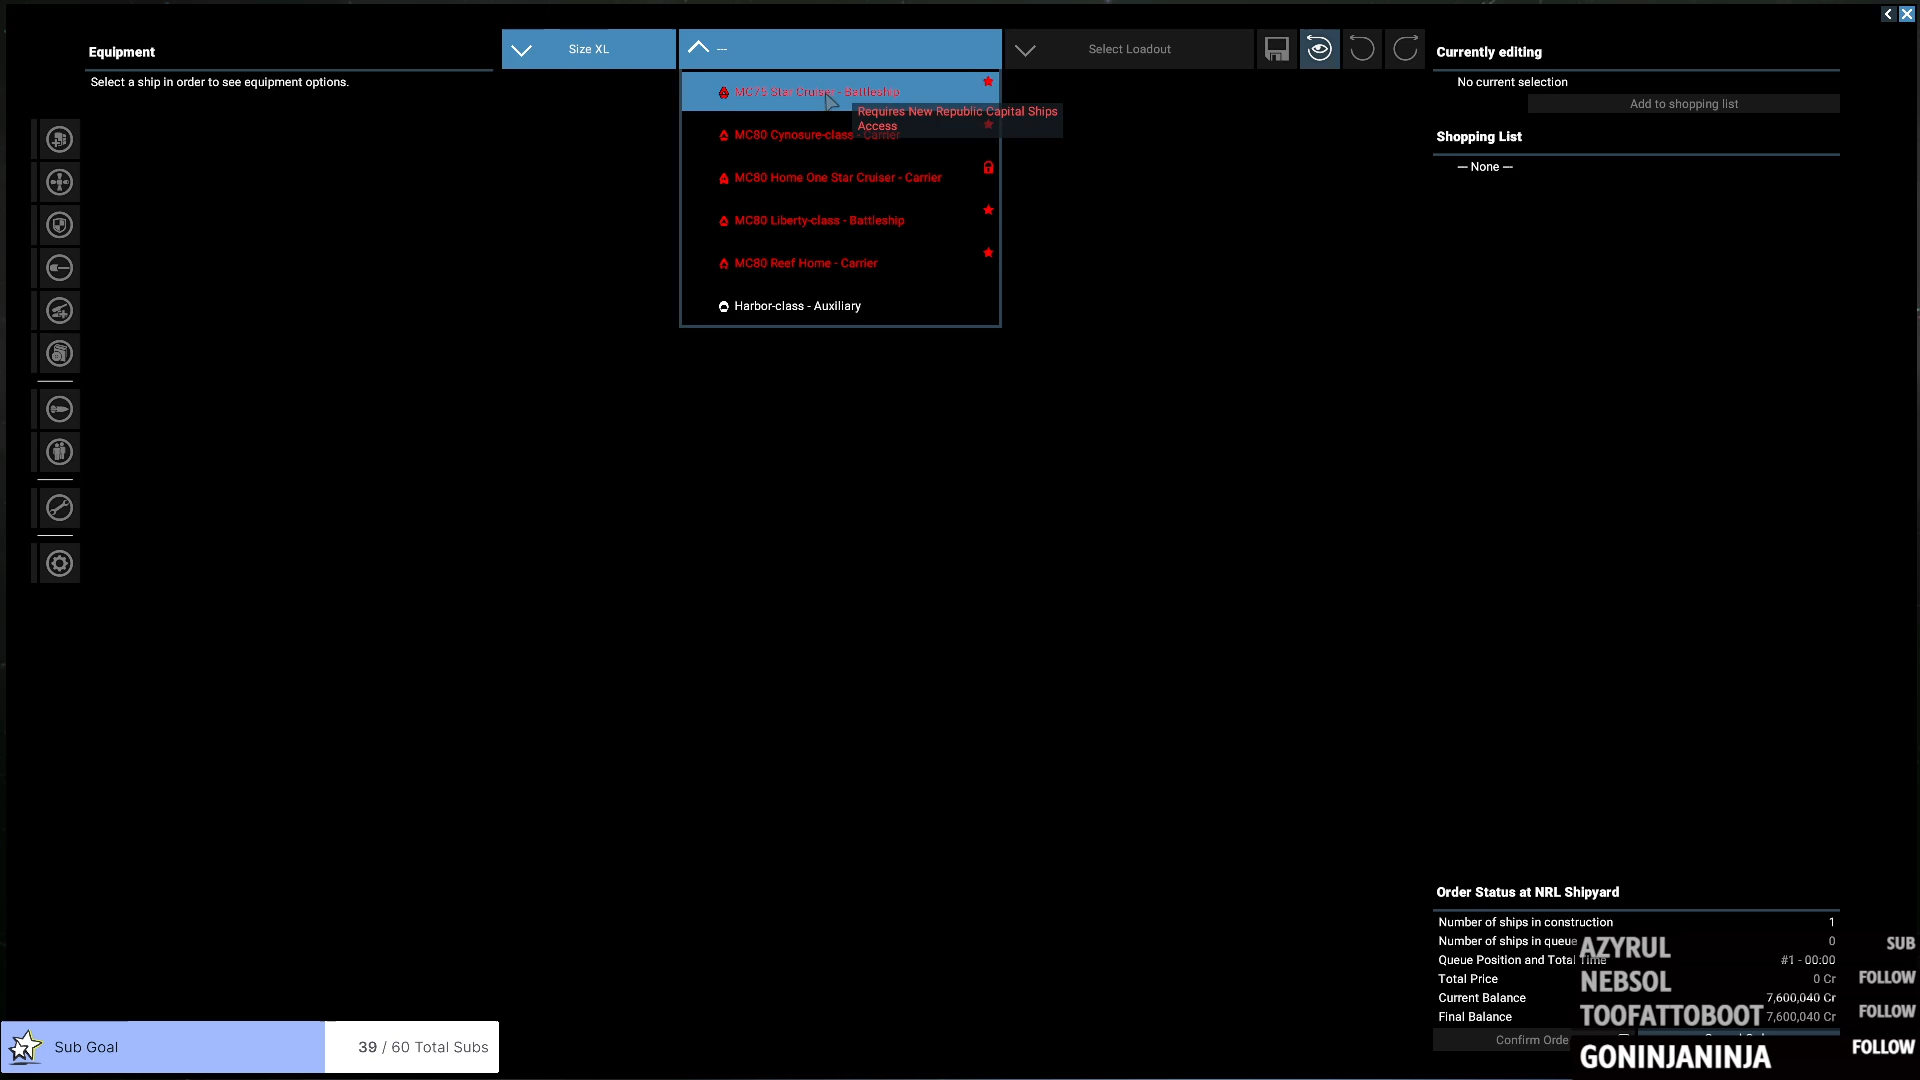 Equipment
Select a ship in order to see equipment options.
Size XL
---
MC75 Star Cruiser - Battleship
Requires New Republic Capital Ships
Access
MC80 Cynosure-class - Carrier
MC80 Home One Star Cruiser - Carrier
MC80 Liberty-class - Battleship
MC80 Reef Home - Carrier
Harbor-class - Auxiliary
Select Loadout
Currently editing
No current selection
Add to shopping list
Shopping List
— None —
Order Status at NRL Shipyard
Number of ships in construction 1
Number of ships in queue 0
Queue Position and Total Time #1 - 00:00
Total Price 0 Cr
Current Balance 7,600,040 Cr
Final Balance 7,600,040 Cr
Confirm Orde
AZYRUL SUB
NEBSOL FOLLOW
TOOFATTOBOOT FOLLOW
GONINJANINJA FOLLOW
Sub Goal 39 / 60 Total Subs